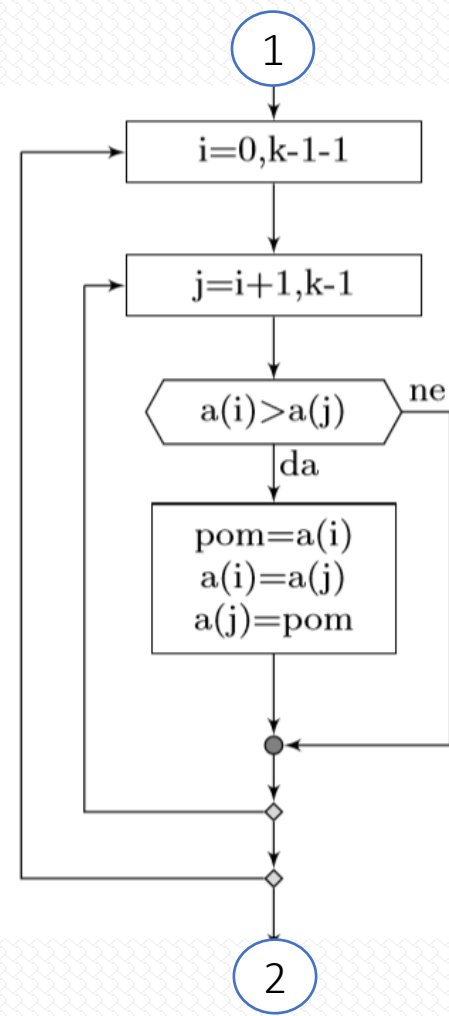 1
i=0,k-1-1
j=i+1,k-1
a(i)>a(j)
ne
da
pom=a(i)
a(i)=a(j)
a(j)=pom
2